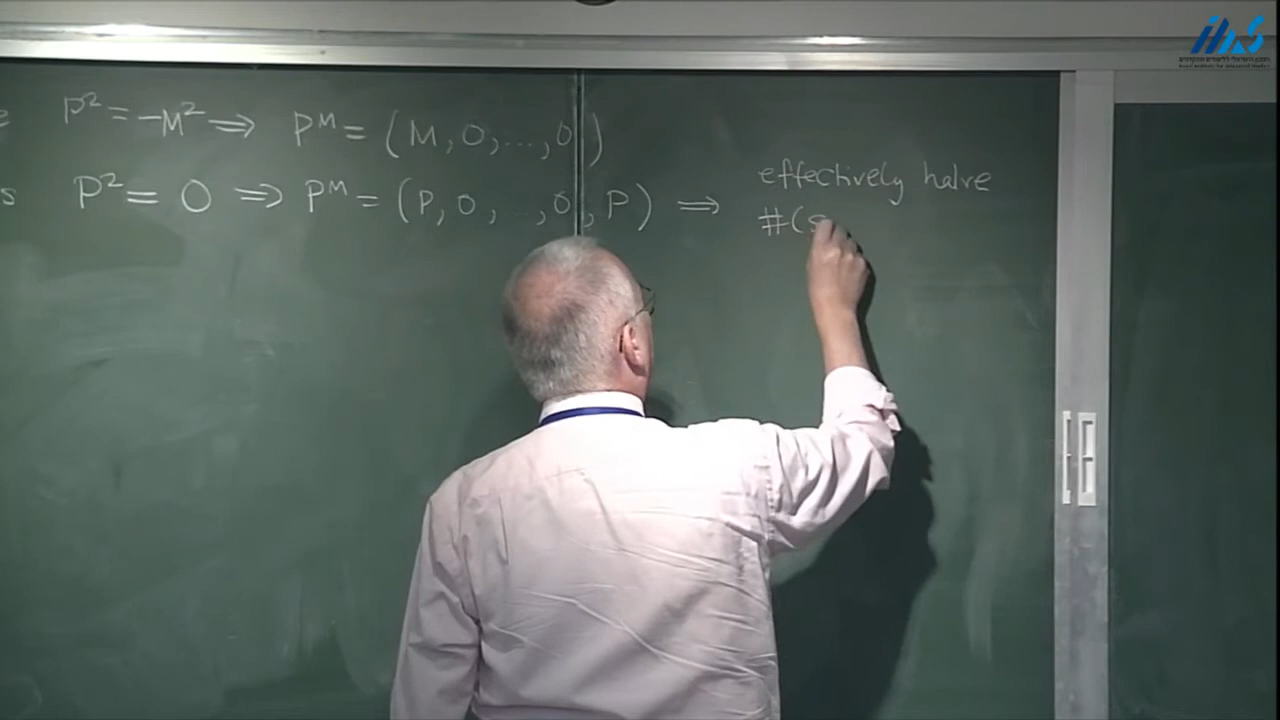 e P² = -M² ⟹ P^M = (M, 0, ..., 0)
s P² = 0 ⟹ P^M = (P, 0, ..., 0, P) ⟹ effectively halve
#(s